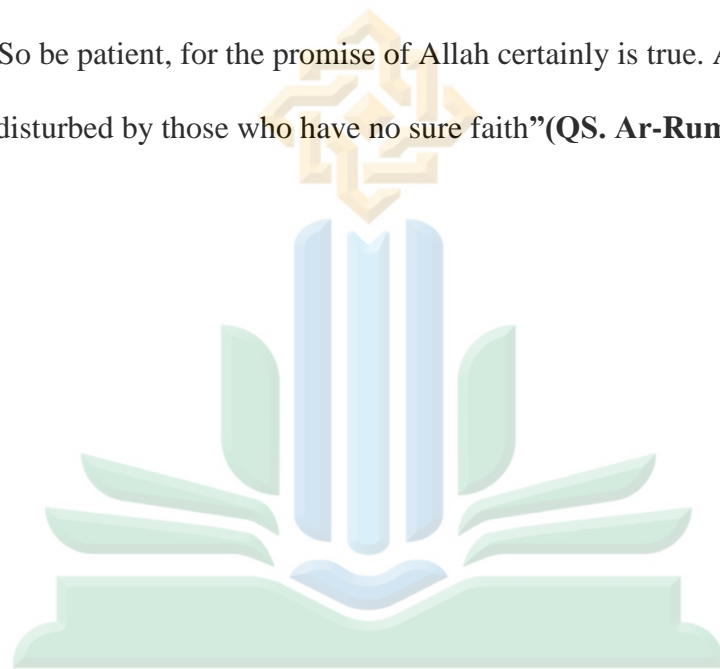 So be patient, for the promise of Allah certainly is true.
disturbed by those who have no sure faith”(QS. Ar-Rum